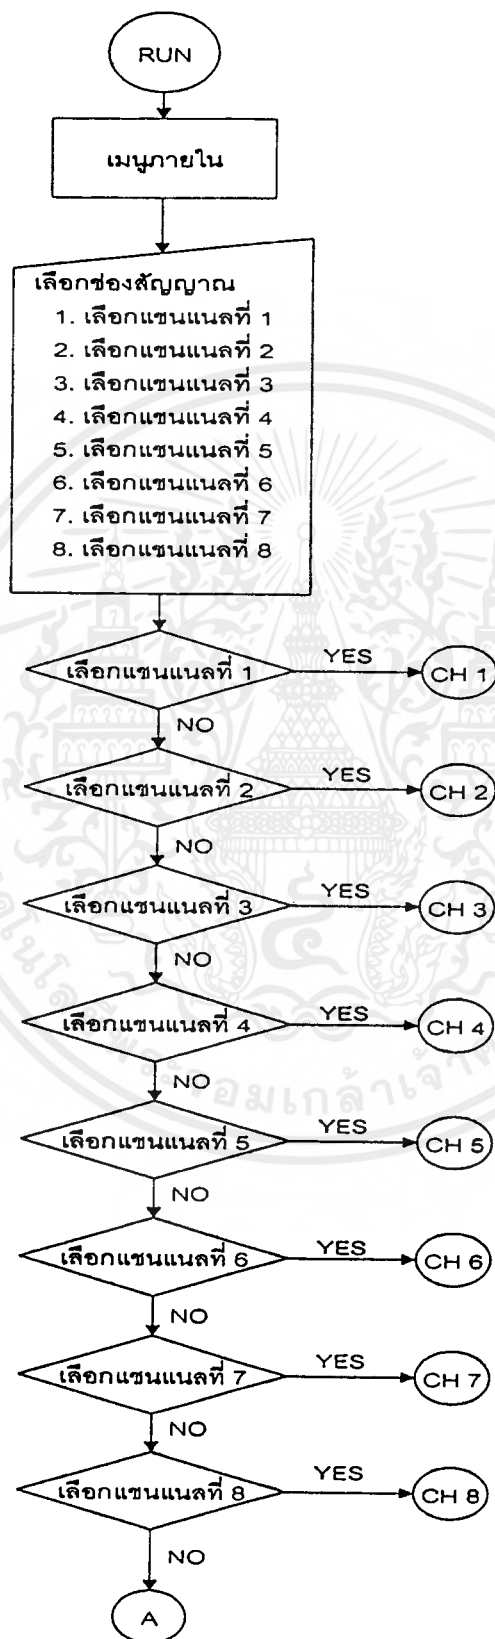 RUN
เมนูภายใน
เลือกช่องสัญญาณ
1. เลือกแชนแนลที่ 1
2. เลือกแชนแนลที่ 2
3. เลือกแชนแนลที่ 3
4. เลือกแชนแนลที่ 4
5. เลือกแชนแนลที่ 5
6. เลือกแชนแนลที่ 6
7. เลือกแชนแนลที่ 7
8. เลือกแชนแนลที่ 8
เลือกแชนแนลที่ 1
YES
CH 1
NO
เลือกแชนแนลที่ 2
YES
CH 2
NO
เลือกแชนแนลที่ 3
YES
CH 3
NO
เลือกแชนแนลที่ 4
YES
CH 4
NO
เลือกแชนแนลที่ 5
YES
CH 5
NO
เลือกแชนแนลที่ 6
YES
CH 6
NO
เลือกแชนแนลที่ 7
YES
CH 7
NO
เลือกแชนแนลที่ 8
YES
CH 8
NO
A